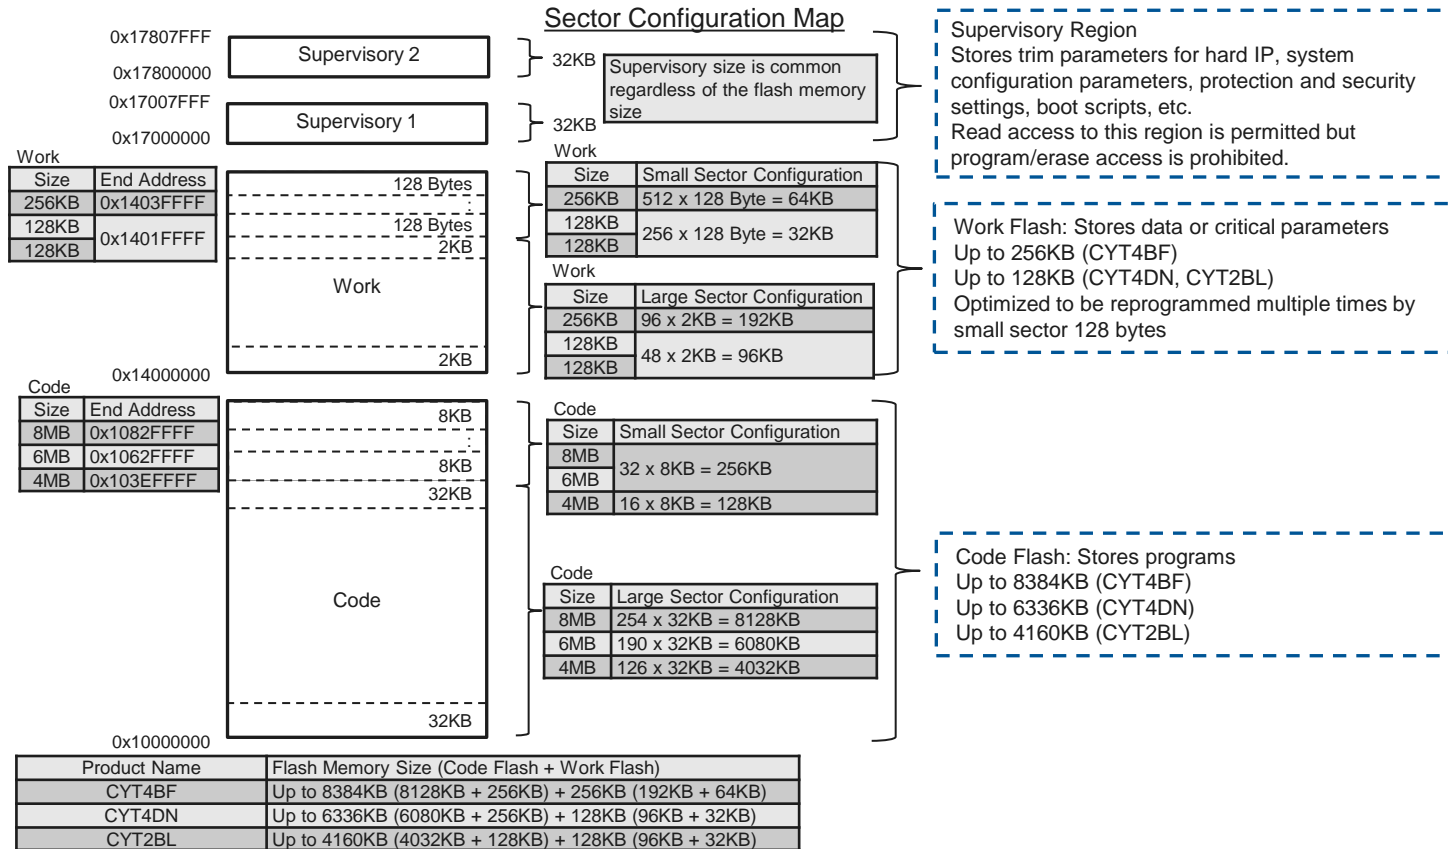 Sector Configuration Map
0x17807FFF
Supervisory 2
0x17800000
32KB
0x17007FFF
Supervisory 1
0x17000000
32KB
Supervisory size is common
regardless of the flash memory
size
Supervisory Region
Stores trim parameters for hard IP, system
configuration parameters, protection and security
settings, boot scripts, etc.
Read access to this region is permitted but
program/erase access is prohibited.
Work
Size End Address
256KB 0x1403FFFF
128KB 0x1401FFFF
128KB
128 Bytes
:
128 Bytes
2KB
Work
2KB
0x14000000
Work
Size Small Sector Configuration
256KB 512 x 128 Byte = 64KB
128KB 256 x 128 Byte = 32KB
128KB
Work
Size Large Sector Configuration
256KB 96 x 2KB = 192KB
128KB 48 x 2KB = 96KB
128KB
Work Flash: Stores data or critical parameters
Up to 256KB (CYT4BF)
Up to 128KB (CYT4DN, CYT2BL)
Optimized to be reprogrammed multiple times by
small sector 128 bytes
Code
Size End Address
8MB 0x1082FFFF
6MB 0x1062FFFF
4MB 0x103EFFFF
8KB
:
8KB
32KB
Code
32KB
0x10000000
Code
Size Small Sector Configuration
8MB 32 x 8KB = 256KB
6MB
4MB 16 x 8KB = 128KB
Code
Size Large Sector Configuration
8MB 254 x 32KB = 8128KB
6MB 190 x 32KB = 6080KB
4MB 126 x 32KB = 4032KB
Code Flash: Stores programs
Up to 8384KB (CYT4BF)
Up to 6336KB (CYT4DN)
Up to 4160KB (CYT2BL)
Product Name Flash Memory Size (Code Flash + Work Flash)
CYT4BF Up to 8384KB (8128KB + 256KB) + 256KB (192KB + 64KB)
CYT4DN Up to 6336KB (6080KB + 256KB) + 128KB (96KB + 32KB)
CYT2BL Up to 4160KB (4032KB + 128KB) + 128KB (96KB + 32KB)